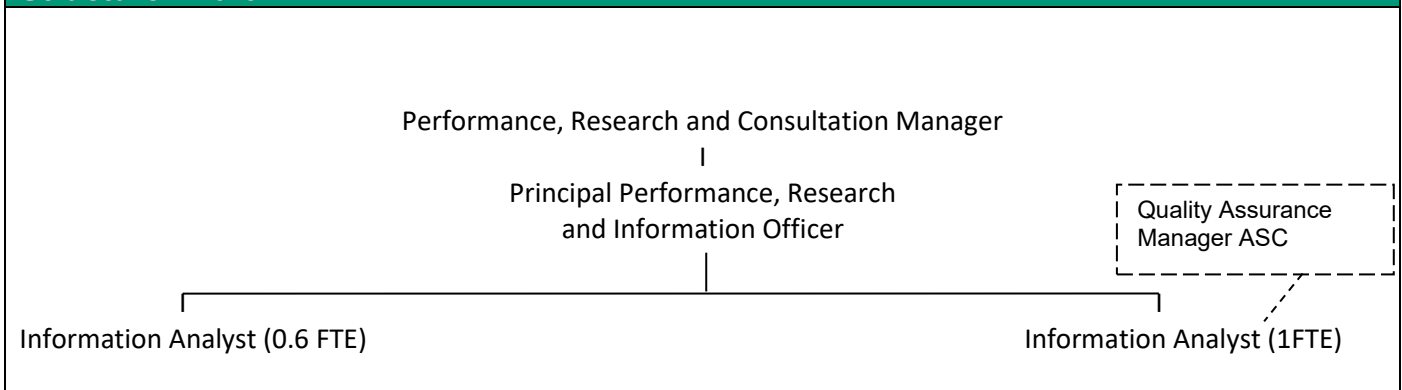 Performance, Research and Consultation Manager
Principal Performance, Research
and Information Officer
Quality Assurance
Manager ASC
Information Analyst (0.6 FTE)
Information Analyst (1FTE)